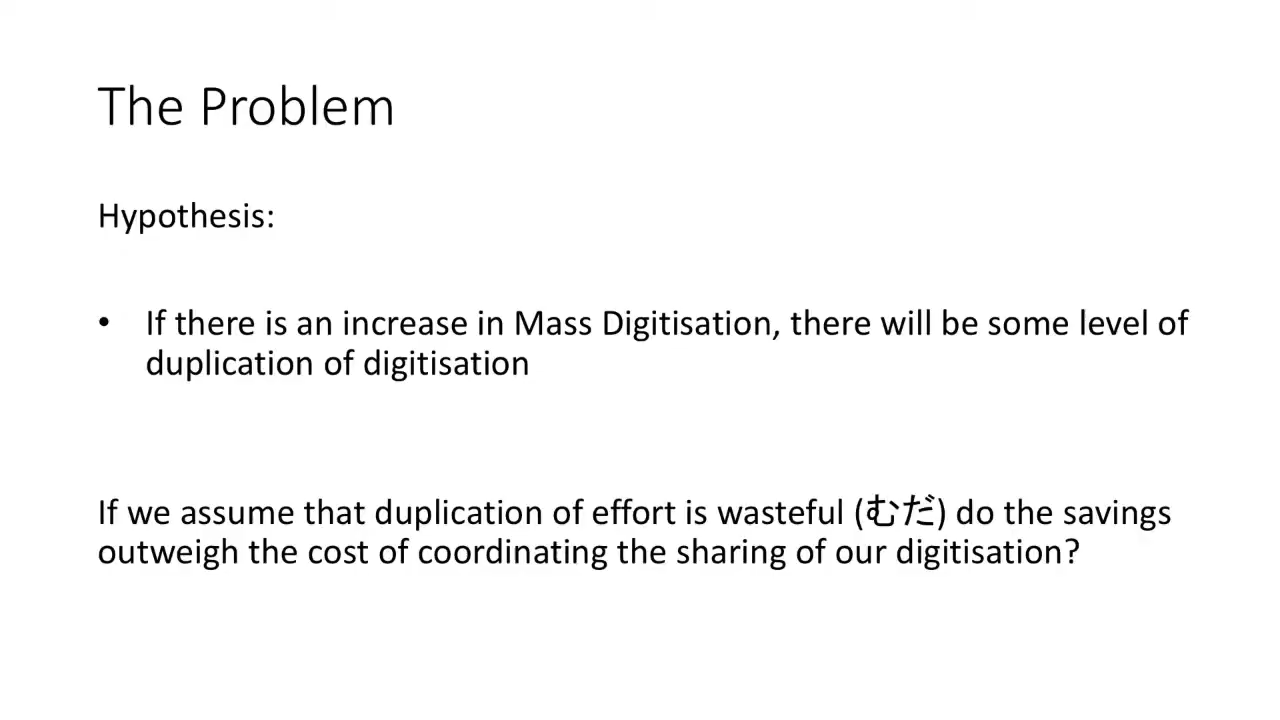 The Problem
Hypothesis:
• If there is an increase in Mass Digitisation, there will be some level of
duplication of digitisation
If we assume that duplication of effort is wasteful (むだ) do the savings
outweigh the cost of coordinating the sharing of our digitisation?